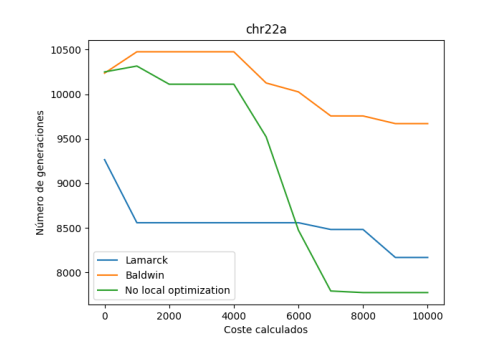 chr22a
10500
10000
9500
9000
8500
8000
Número de generaciones
Lamarck
Baldwin
No local optimization
0 2000 4000 6000 8000 10000
Coste calculados